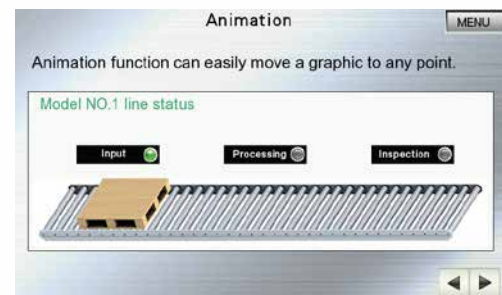 Animation
MENU
Animation function can easily move a graphic to any point.
Model NO.1 line status
Input
Processing
Inspection